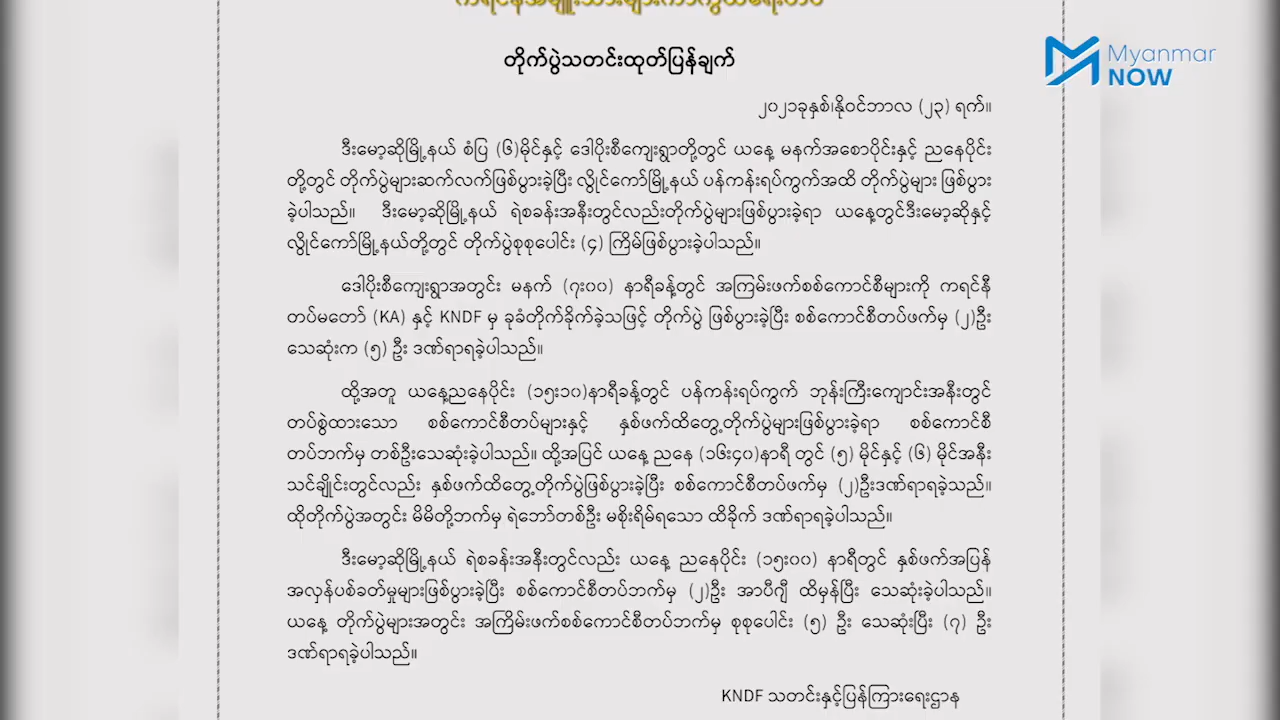 ကရင်နီအမျိုးသားများကာကွယ်ရေးတပ်
တိုက်ပွဲသတင်းထုတ်ပြန်ချက်
Myanmar
NOW
၂၀၂၁ခုနှစ်၊နိုဝင်ဘာလ (၂၃) ရက်။
ဒီးမော့ဆိုမြို့နယ် စံပြ (၆)မိုင်နှင့် ဒေါပိုးစီကျေးရွာတို့တွင် ယနေ့ မနက်အစောပိုင်းနှင့် ညနေပိုင်း
တို့တွင် တိုက်ပွဲများဆက်လက်ဖြစ်ပွားခဲ့ပြီး လွိုင်ကော်မြို့နယ် ပန်ကန်းရပ်ကွက်အထိ တိုက်ပွဲများ ဖြစ်ပွား
ခဲ့ပါသည်။ ဒီးမော့ဆိုမြို့နယ် ရဲစခန်းအနီးတွင်လည်းတိုက်ပွဲများဖြစ်ပွားခဲ့ရာ ယနေ့တွင်ဒီးမော့ဆိုနှင့်
လွိုင်ကော်မြို့နယ်တို့တွင် တိုက်ပွဲစုစုပေါင်း (၄) ကြိမ်ဖြစ်ပွားခဲ့ပါသည်။
ဒေါပိုးစီကျေးရွာအတွင်း မနက် (၇း၀၀) နာရီခန့်တွင် အကြမ်းဖက်စစ်ကောင်စီများကို ကရင်နီ
တပ်မတော် (KA) နှင့် KNDF မှ ခုခံတိုက်ခိုက်ခဲ့သဖြင့် တိုက်ပွဲ ဖြစ်ပွားခဲ့ပြီး စစ်ကောင်စီတပ်ဖက်မှ (၂)ဦး
သေဆုံးက (၅) ဦး ဒဏ်ရာရခဲ့ပါသည်။
ထို့အတူ ယနေ့ညနေပိုင်း (၁၅း၁၀)နာရီခန့်တွင် ပန်ကန်းရပ်ကွက် ဘုန်းကြီးကျောင်းအနီးတွင်
တပ်စွဲထားသော စစ်ကောင်စီတပ်များနှင့် နှစ်ဖက်ထိတွေ့တိုက်ပွဲများဖြစ်ပွားခဲ့ရာ စစ်ကောင်စီ
တပ်ဘက်မှ တစ်ဦးသေဆုံးခဲ့ပါသည်။ ထို့အပြင် ယနေ့ ညနေ (၁၆း၄၀)နာရီ တွင် (၅) မိုင်နှင့် (၆) မိုင်အနီး
သင်ချိုင်းတွင်လည်း နှစ်ဖက်ထိတွေ့တိုက်ပွဲဖြစ်ပွားခဲ့ပြီး စစ်ကောင်စီတပ်ဖက်မှ (၂)ဦးဒဏ်ရာရခဲ့သည်။
ထိုတိုက်ပွဲအတွင်း မိမိတို့ဘက်မှ ရဲဘော်တစ်ဦး မစိုးရိမ်ရသော ထိခိုက် ဒဏ်ရာရခဲ့ပါသည်။
ဒီးမော့ဆိုမြို့နယ် ရဲစခန်းအနီးတွင်လည်း ယနေ့ ညနေပိုင်း (၁၅း၀၀) နာရီတွင် နှစ်ဖက်အပြန်
အလှန်ပစ်ခတ်မှုများဖြစ်ပွားခဲ့ပြီး စစ်ကောင်စီတပ်ဘက်မှ (၂)ဦး အာပီဂျီ ထိမှန်ပြီး သေဆုံးခဲ့ပါသည်။
ယနေ့ တိုက်ပွဲများအတွင်း အကြိမ်းဖက်စစ်ကောင်စီတပ်ဘက်မှ စုစုပေါင်း (၅) ဦး သေဆုံးပြီး (၇) ဦး
ဒဏ်ရာရခဲ့ပါသည်။
KNDF သတင်းနှင့်ပြန်ကြားရေးဌာန